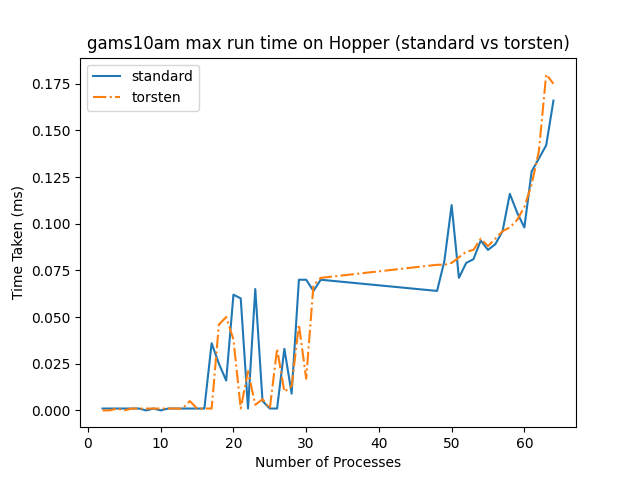 gams10am max run time on Hopper (standard vs torsten)
standard
torsten
Time Taken (ms)
0.175
0.150
0.125
0.100
0.075
0.050
0.025
0.000
0 10 20 30 40 50 60
Number of Processes